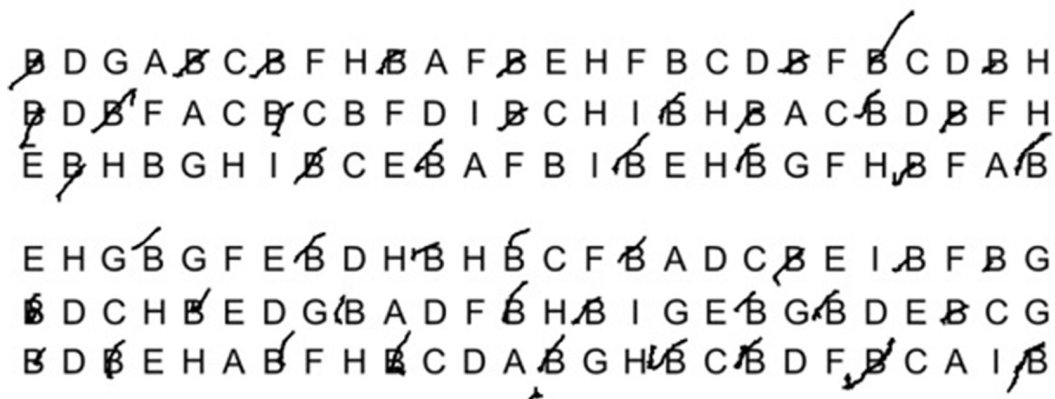 B D G A B C B F H B A F B E H F B C D B F B C D B H
B D B F A C B C B F D I B C H I B H B A C B D B F H
E B H B G H I B C E B A F B I B E H B G F H B F A B
E H G B G F E B D H B H B C F B A D C B E I B F B G
B D C H B E D G B A D F B H B I G E B G B D E B C G
B D B E H A B F H B C D A B G H B C B D F B C A I B